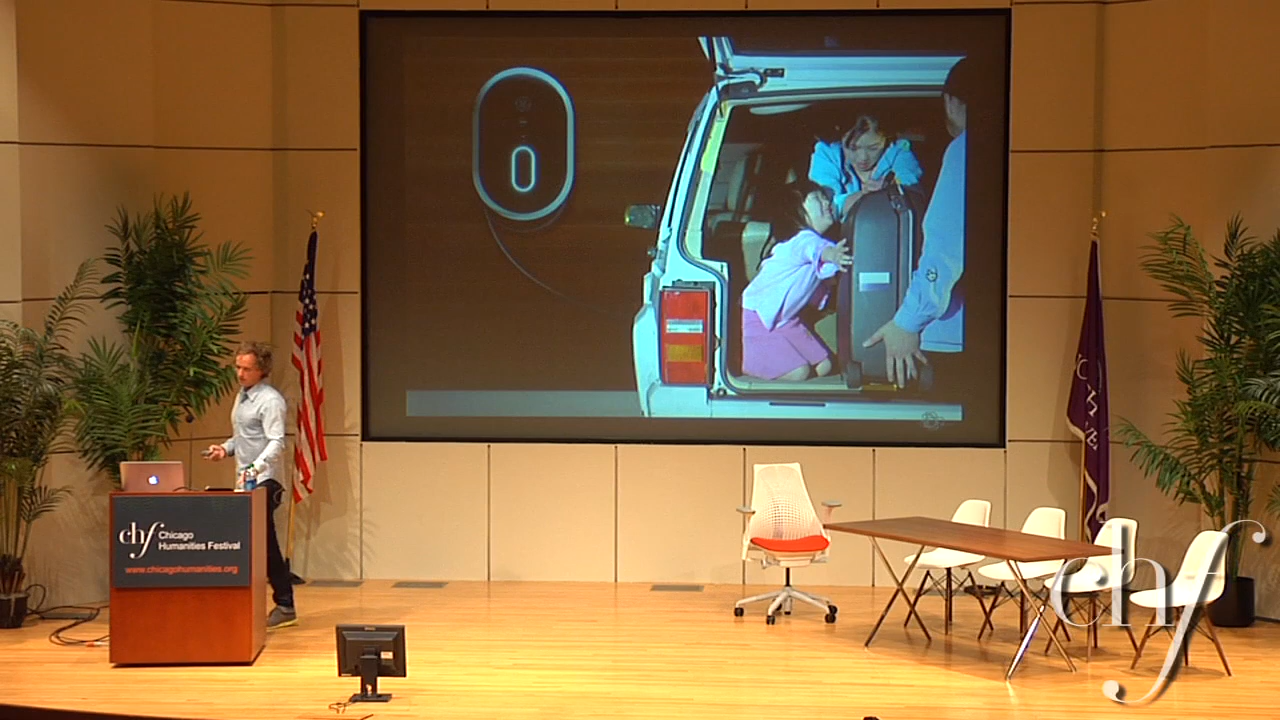 chf Chicago
Humanities Festival
www.chicagohumanities.org
chf